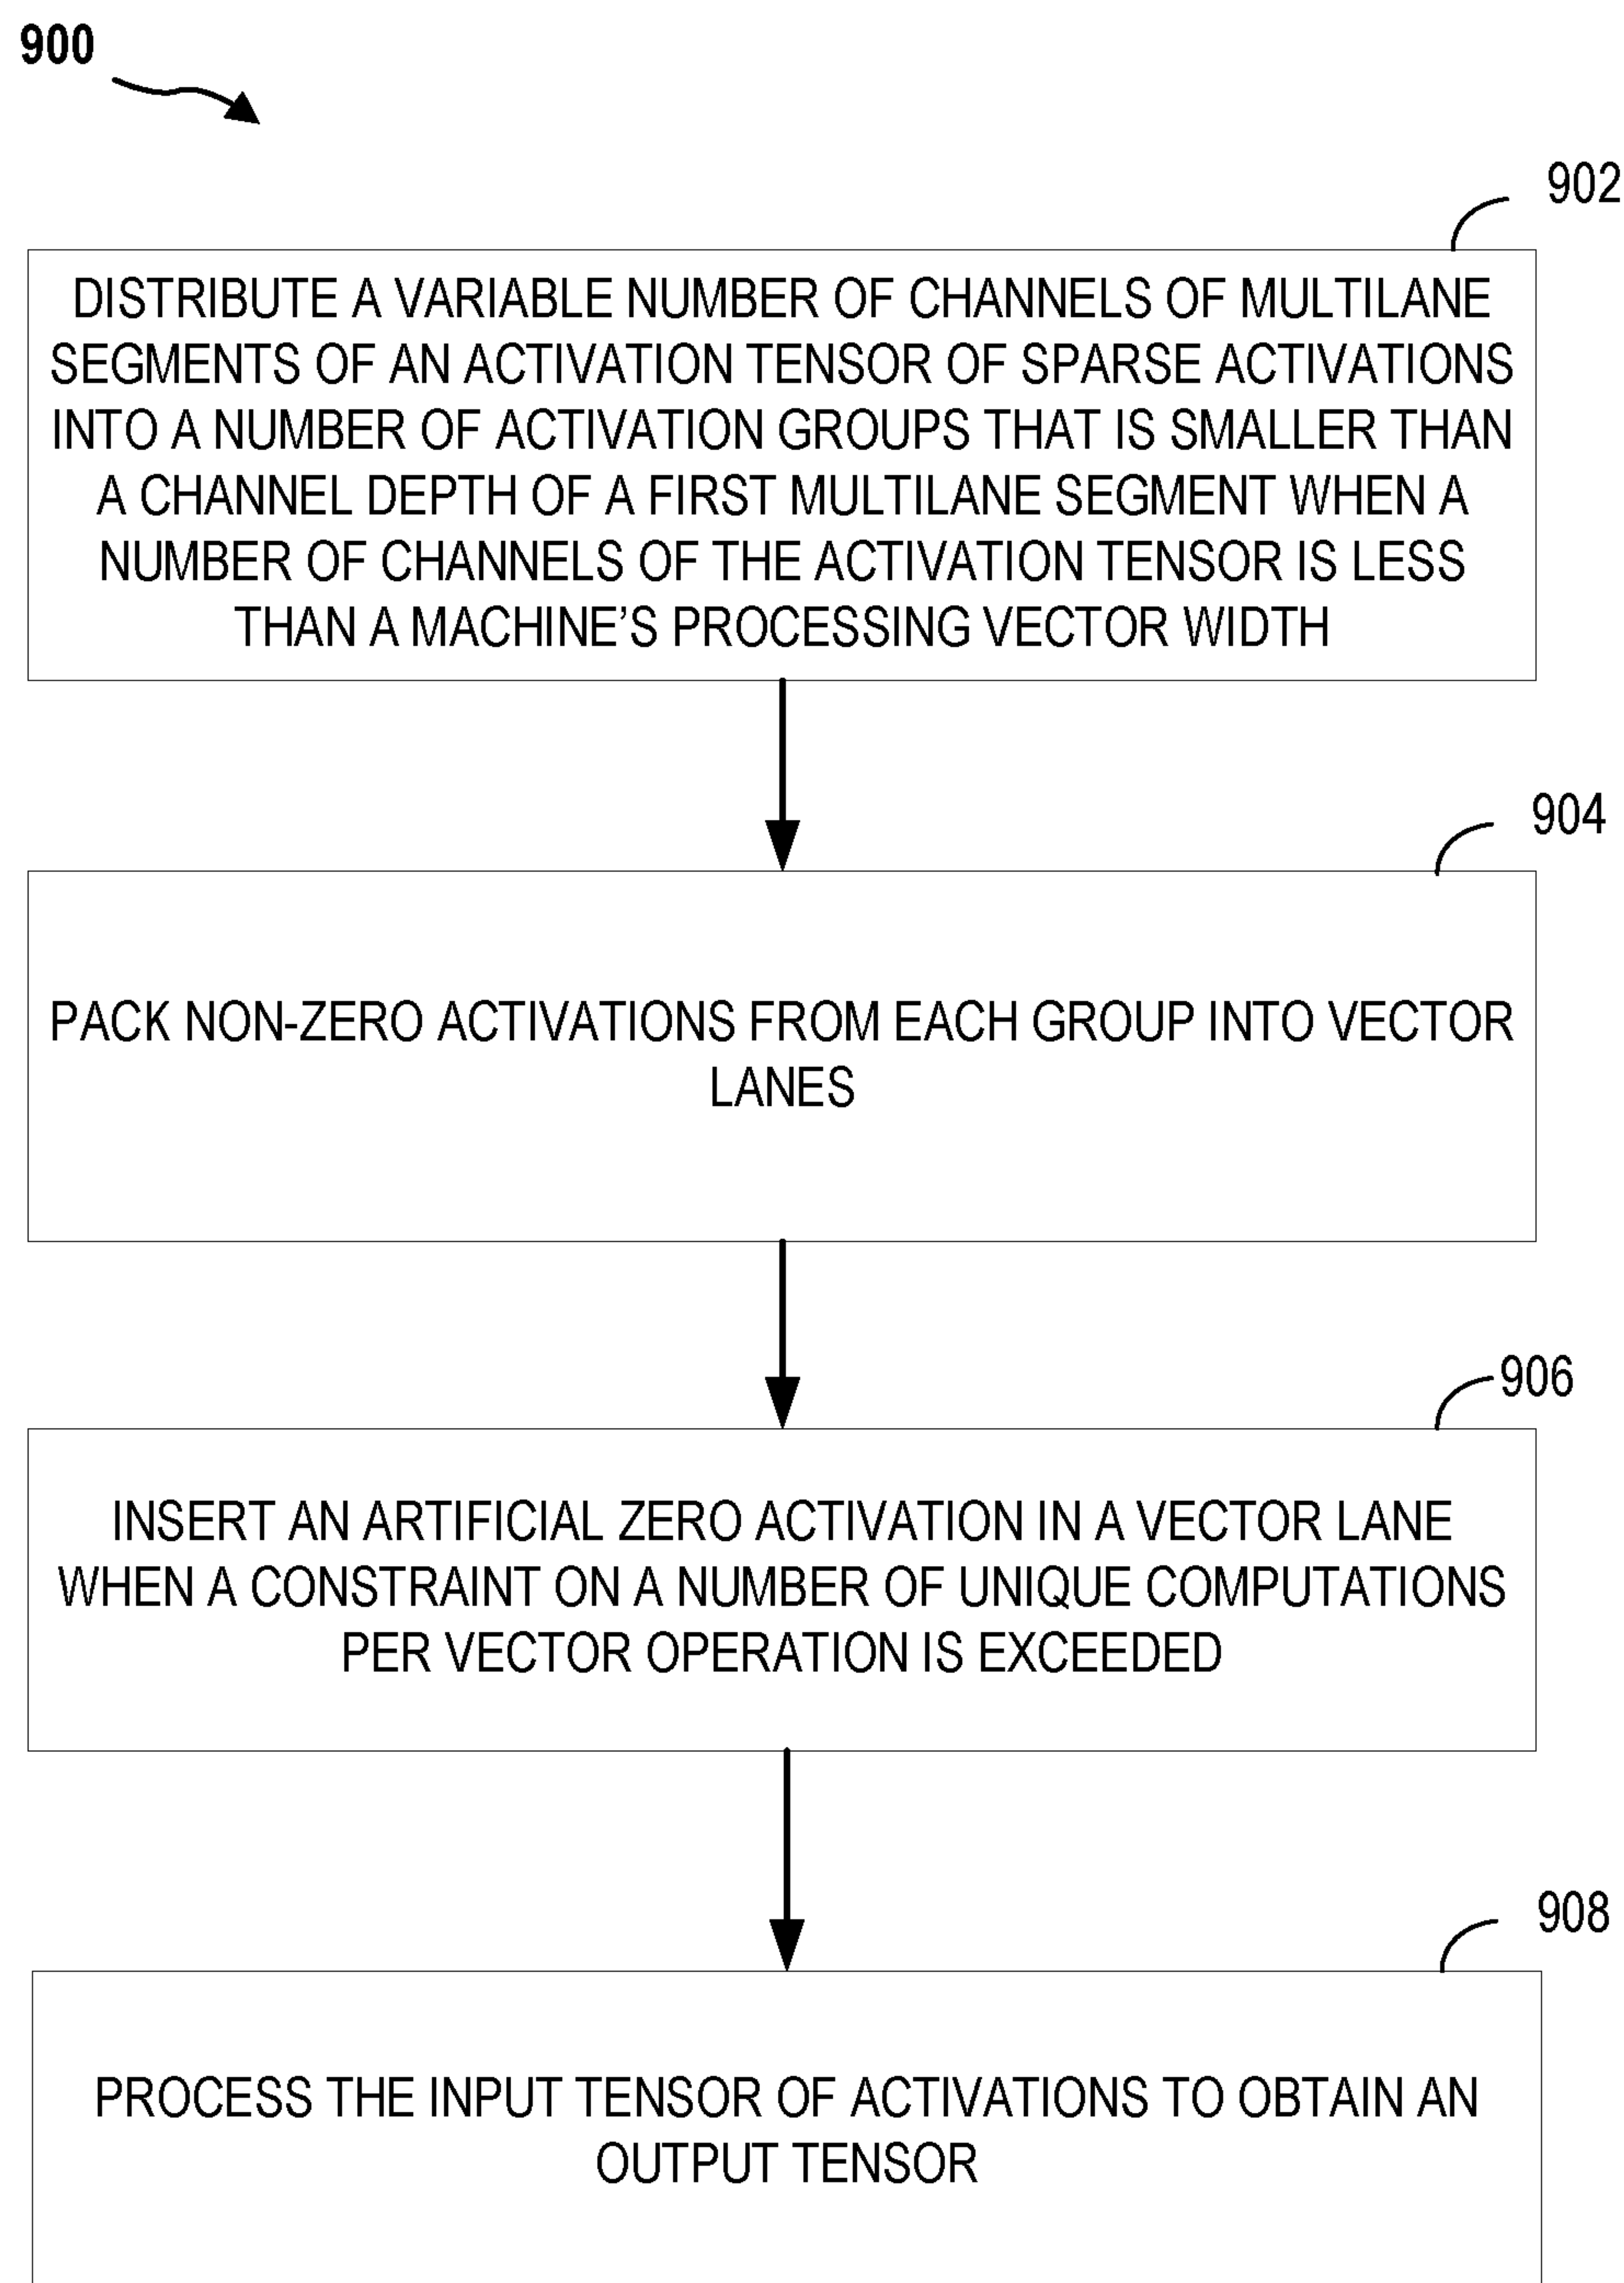 900
902
DISTRIBUTE A VARIABLE NUMBER OF CHANNELS OF MULTILANE
SEGMENTS OF AN ACTIVATION TENSOR OF SPARSE ACTIVATIONS
INTO A NUMBER OF ACTIVATION GROUPS THAT IS SMALLER THAN
A CHANNEL DEPTH OF A FIRST MULTILANE SEGMENT WHEN A
NUMBER OF CHANNELS OF THE ACTIVATION TENSOR IS LESS
THAN A MACHINE’S PROCESSING VECTOR WIDTH
904
PACK NON-ZERO ACTIVATIONS FROM EACH GROUP INTO VECTOR
LANES
906
INSERT AN ARTIFICIAL ZERO ACTIVATION IN A VECTOR LANE
WHEN A CONSTRAINT ON A NUMBER OF UNIQUE COMPUTATIONS
PER VECTOR OPERATION IS EXCEEDED
908
PROCESS THE INPUT TENSOR OF ACTIVATIONS TO OBTAIN AN
OUTPUT TENSOR